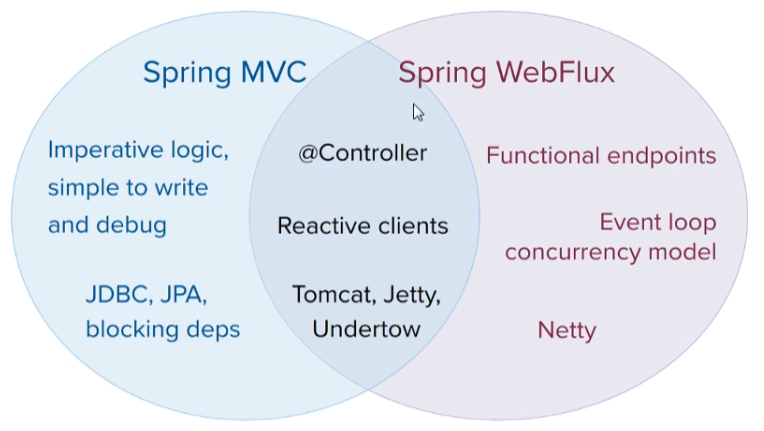 Spring MVC
Spring WebFlux
Imperative logic,
simple to write
and debug
JDBC, JPA,
blocking deps
@Controller
Reactive clients
Tomcat, Jetty,
Undertow
Functional endpoints
Event loop
concurrency model
Netty